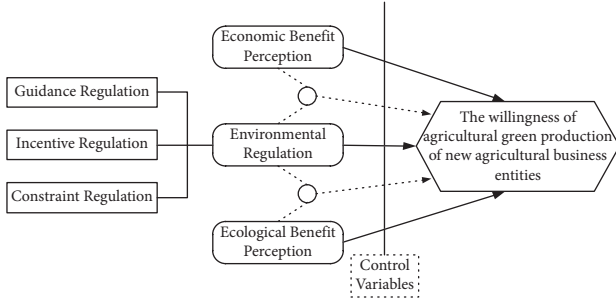 Economic Benefit
Perception
Guidance Regulation
Incentive Regulation
Constraint Regulation
Environmental
Regulation
Ecological Benefit
Perception
The willingness of
agricultural green production
of new agricultural business
entities
Control
Variables